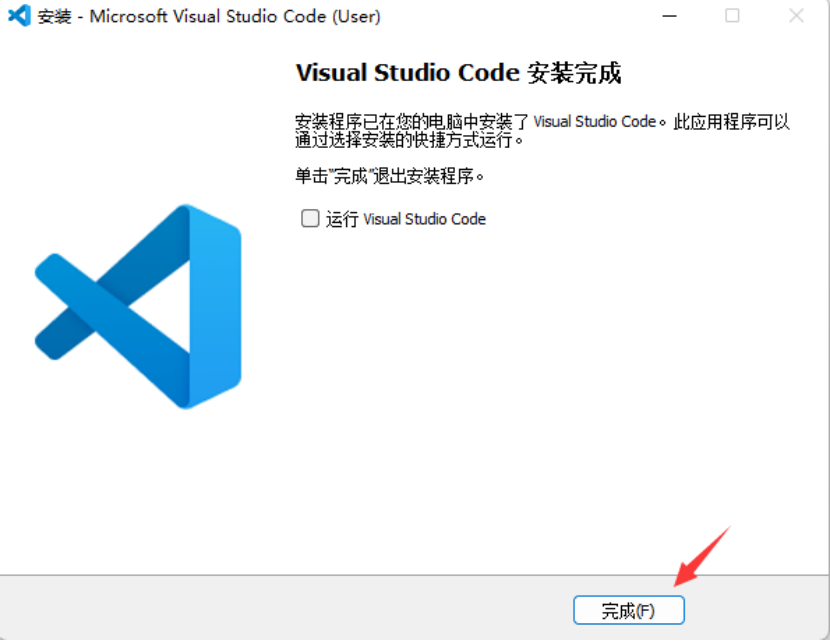 安装 - Microsoft Visual Studio Code (User)
Visual Studio Code 安装完成
安装程序已在您的电脑中安装了 Visual Studio Code。此应用程序可以
通过选择安装的快捷方式运行。
单击"完成"退出安装程序。
运行 Visual Studio Code
完成(F)